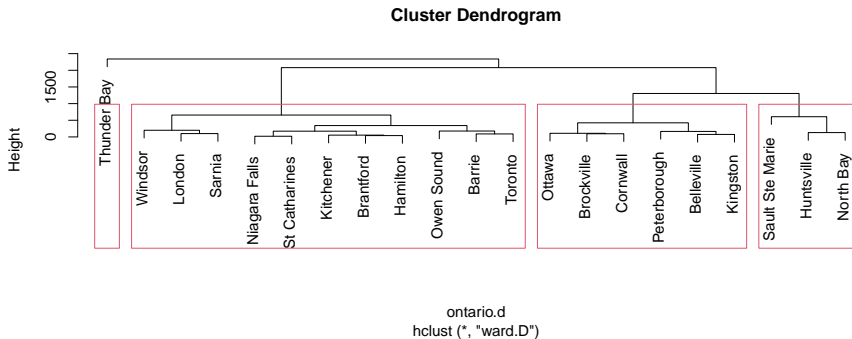 Cluster Dendrogram
Height
1500
0
Thunder Bay
Windsor
London
Sarnia
Niagara Falls
St Catharines
Kitchener
Brantford
Hamilton
Owen Sound
Barrie
Toronto
Ottawa
Brockville
Cornwall
Peterborough
Belleville
Kingston
Sault Ste Marie
Huntsville
North Bay
ontario.d
hclust (*, "ward.D")